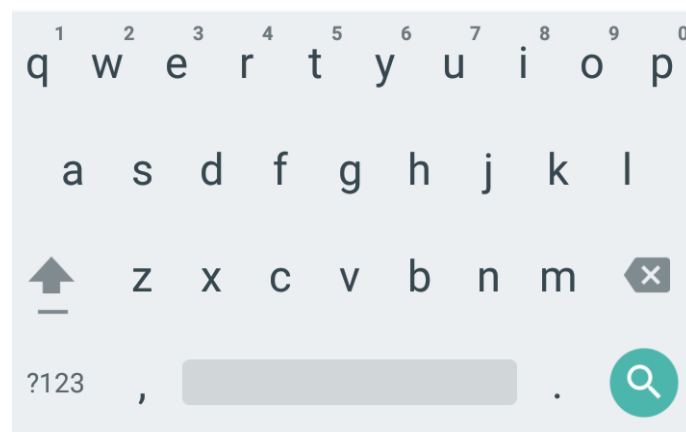 1 2 3 4 5 6 7 8 9 0
q w e r t y u i o p
a s d f g h j k l
z x c v b n m
?123 , .